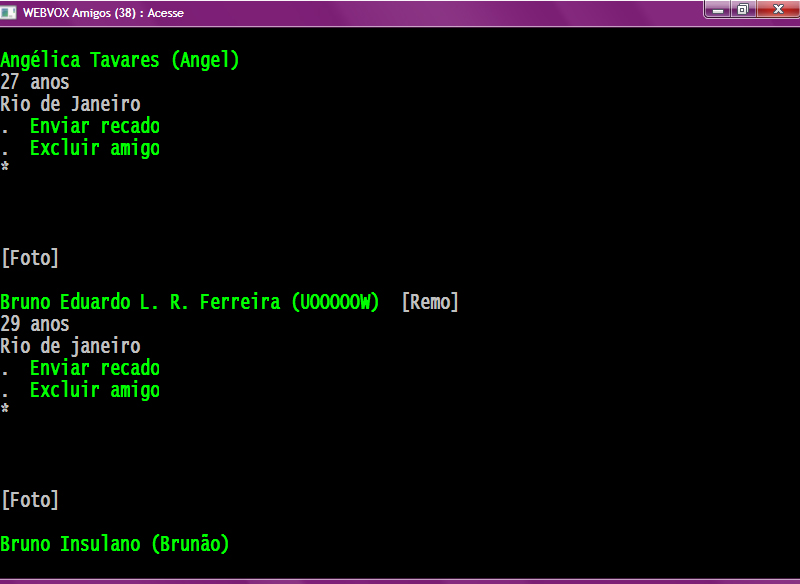 WEBVOX Amigos (38) : Acesse
Angélica Tavares (Angel)
27 anos
Rio de Janeiro
. Enviar recado
. Excluir amigo
*
[Foto]
Bruno Eduardo L. R. Ferreira (UOOOOOW) [Remo]
29 anos
Rio de janeiro
. Enviar recado
. Excluir amigo
*
[Foto]
Bruno Insulano (Brunão)